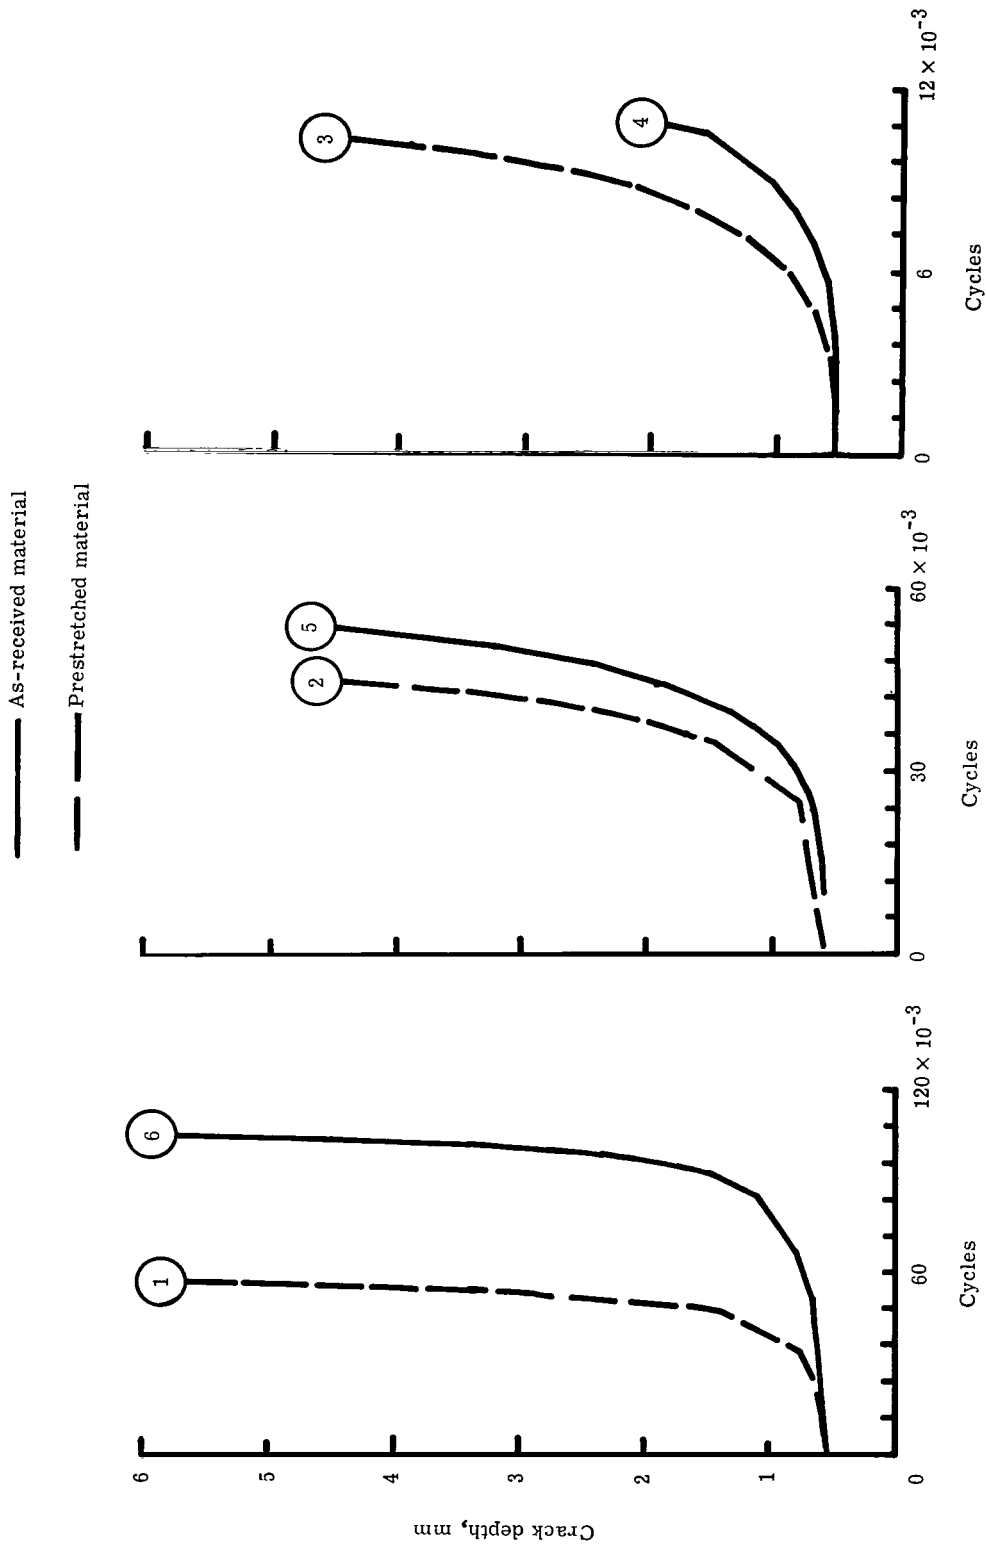 As-received material
Prestretched material
Crack depth, mm
6
5
4
3
2
1
0
60
120 × 10⁻³
Cycles
1
6
0
30
60 × 10⁻³
Cycles
2
5
0
6
12 × 10⁻³
Cycles
3
4